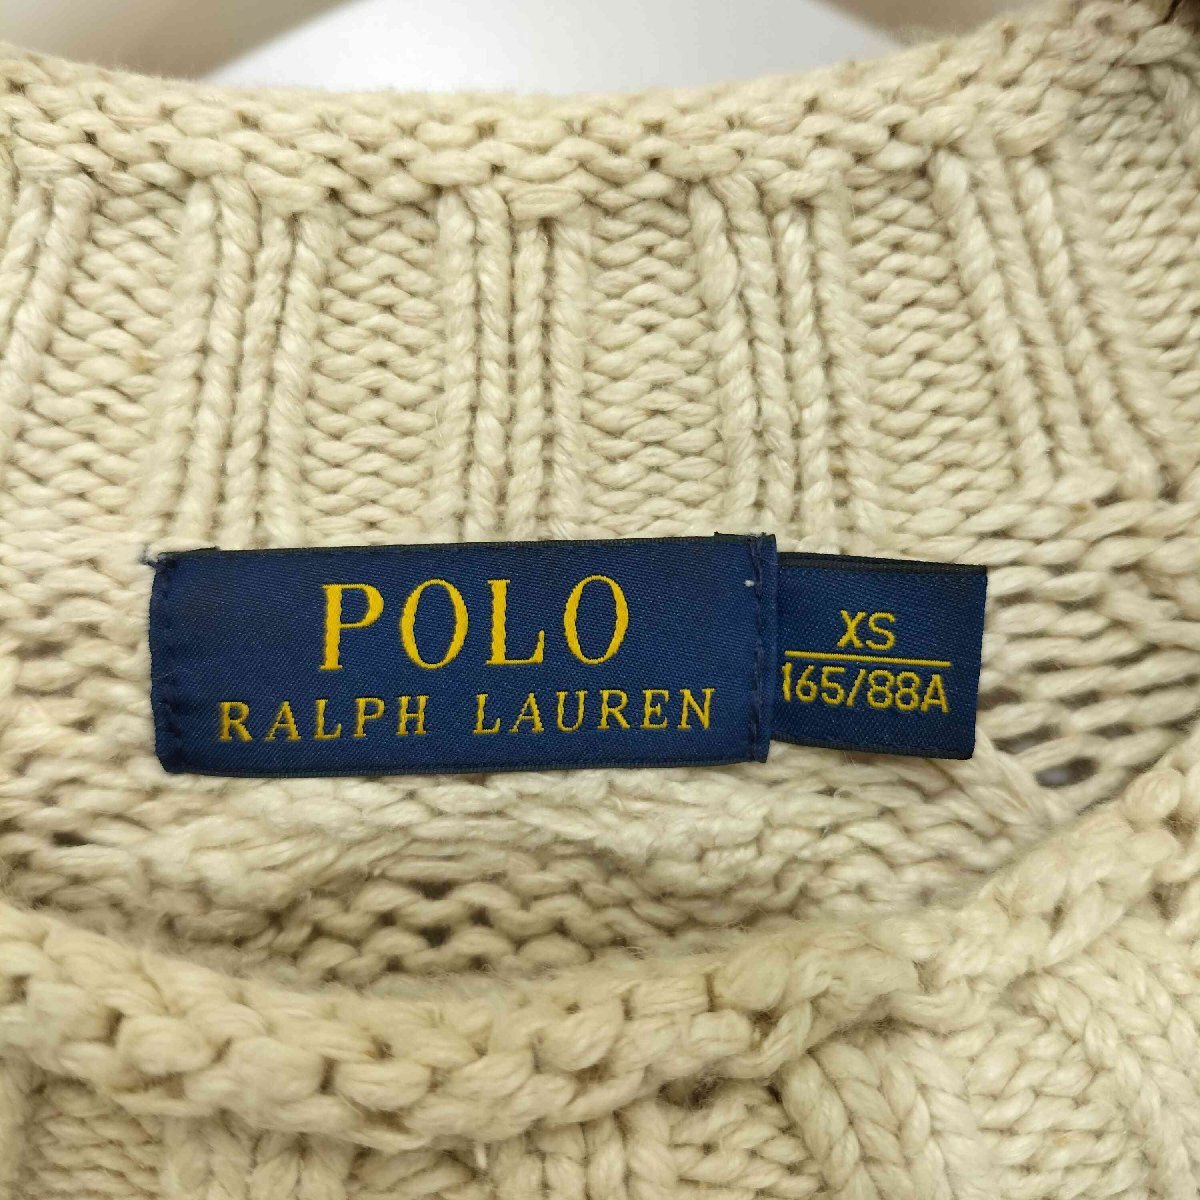 POLO
RALPH LAUREN
XS
165/88A